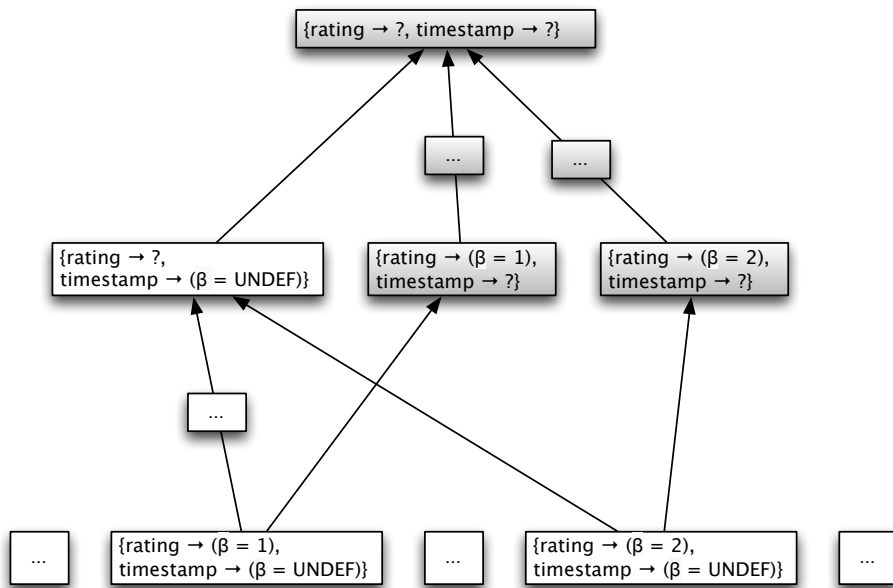 {rating → ?, timestamp → ?}
...
...
{rating → ?,
timestamp → (β = UNDEF)}
{rating → (β = 1),
timestamp → ?}
{rating → (β = 2),
timestamp → ?}
...
...
{rating → (β = 1),
timestamp → (β = UNDEF)}
...
{rating → (β = 2),
timestamp → (β = UNDEF)}
...